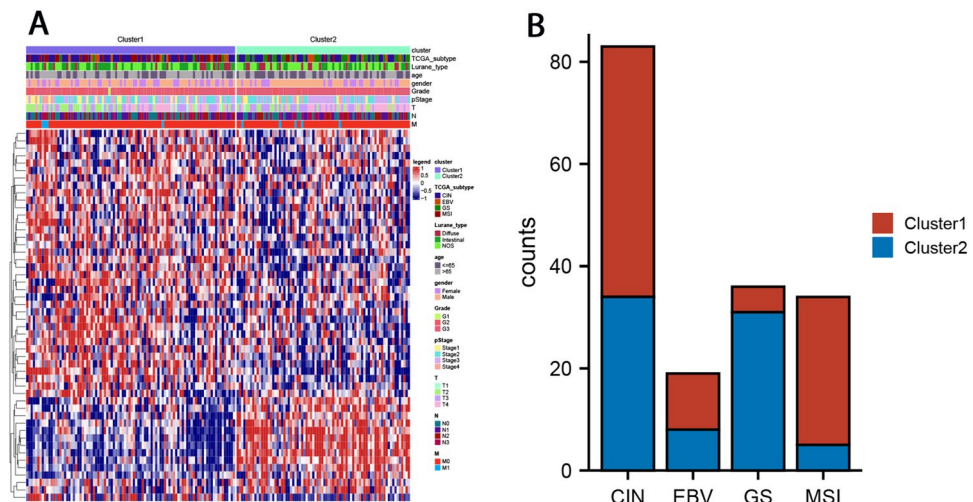 A
Cluster1 Cluster2
cluster
TCGA_subtype
Lurane_type
age
gender
Grade
pStage
T
N
M
legend
1
0.5
0
−0.5
−1
cluster
Cluster1
Cluster2
TCGA_subtype
CIN
EBV
GS
MSI
Lurane_type
Diffuse
Intestinal
NOS
age
<=65
>65
gender
Female
Male
Grade
G1
G2
G3
pStage
Stage1
Stage2
Stage3
Stage4
T
T1
T2
T3
T4
N
N0
N1
N2
N3
M
M0
M1
B
counts
80
60
40
20
0
CIN EBV GS MSI
Cluster1
Cluster2